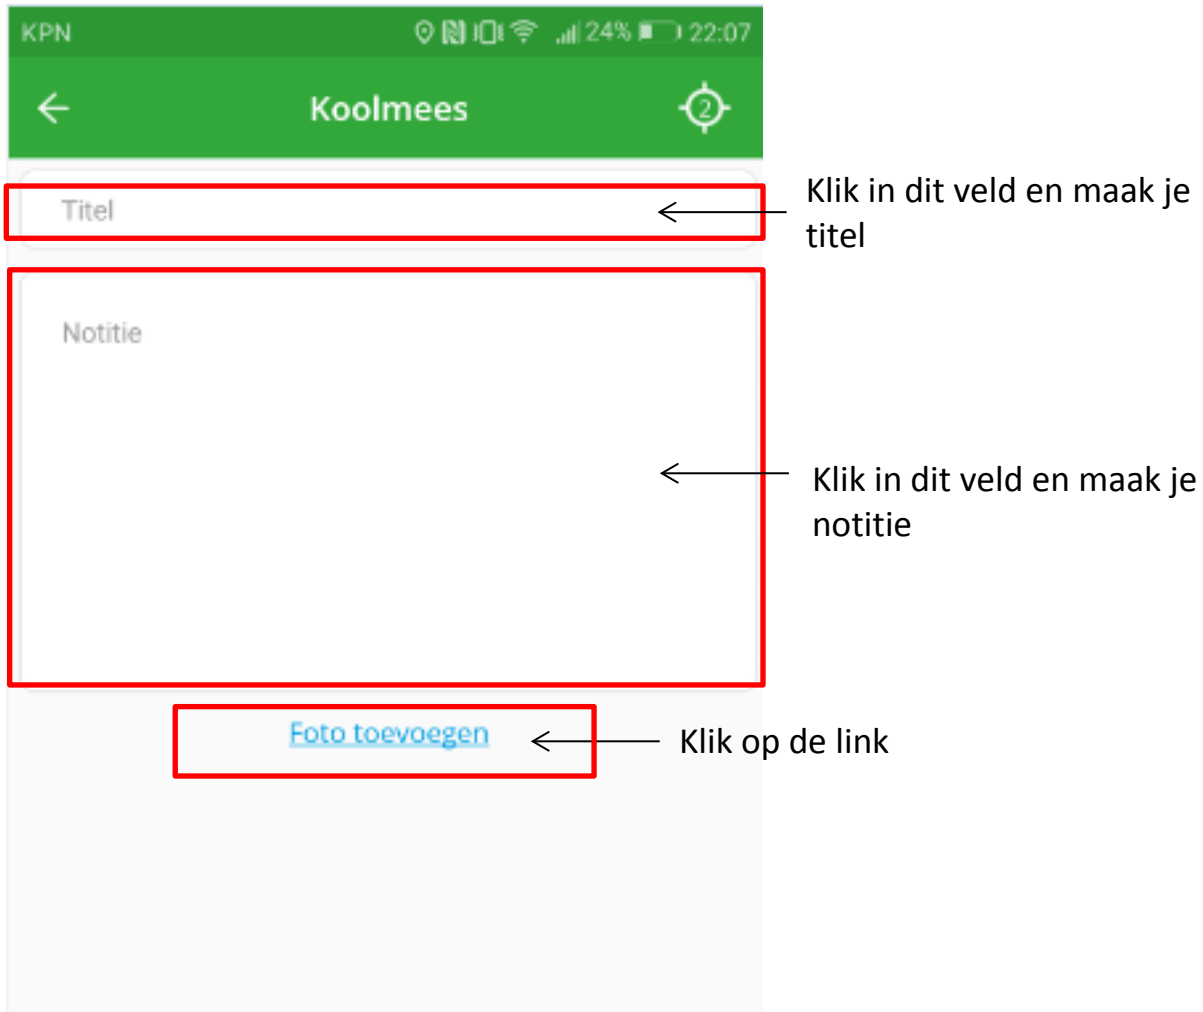 KPN 24% 22:07
Koolmees 2
Titel
Klik in dit veld en maak je
titel
Notitie
Klik in dit veld en maak je
notitie
Foto toevoegen
Klik op de link